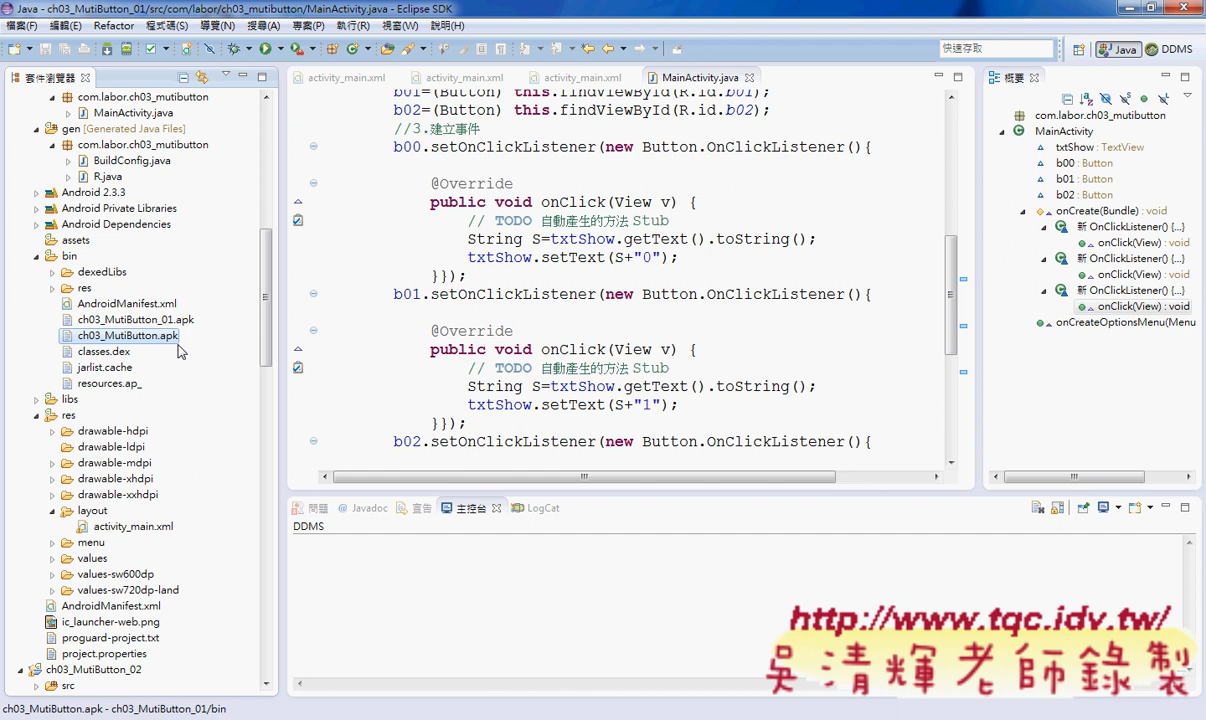 Java - ch03_MutiButton_01/src/com/labor/ch03_mutibutton/MainActivity.java - Eclipse SDK
檔案(F) 編輯(E) Refactor 程式碼(S) 導覽(N) 搜尋(A) 專案(P) 執行(R) 視窗(W) 說明(H)
快速存取
Java
DDMS
套件瀏覽器
com.labor.ch03_mutibutton
MainActivity.java
gen [Generated Java Files]
com.labor.ch03_mutibutton
BuildConfig.java
R.java
Android 2.3.3
Android Private Libraries
Android Dependencies
assets
bin
dexedLibs
res
AndroidManifest.xml
ch03_MutiButton_01.apk
ch03_MutiButton.apk
classes.dex
jarlist.cache
resources.ap_
libs
res
drawable-hdpi
drawable-ldpi
drawable-mdpi
drawable-xhdpi
drawable-xxhdpi
layout
activity_main.xml
menu
values
values-sw600dp
values-sw720dp-land
AndroidManifest.xml
ic_launcher-web.png
proguard-project.txt
project.properties
ch03_MutiButton_02
src
activity_main.xml activity_main.xml activity_main.xml MainActivity.java
b01=(Button) this.findViewById(R.id.b01);
b02=(Button) this.findViewById(R.id.b02);
//3.建立事件
b00.setOnClickListener(new Button.OnClickListener(){
@Override
public void onClick(View v) {
// TODO 自動產生的方法 Stub
String S=txtShow.getText().toString();
txtShow.setText(S+"0");
}});
b01.setOnClickListener(new Button.OnClickListener(){
@Override
public void onClick(View v) {
// TODO 自動產生的方法 Stub
String S=txtShow.getText().toString();
txtShow.setText(S+"1");
}});
b02.setOnClickListener(new Button.OnClickListener(){
概要
com.labor.ch03_mutibutton
MainActivity
txtShow : TextView
b00 : Button
b01 : Button
b02 : Button
onCreate(Bundle) : void
新 OnClickListener() {...}
onClick(View) : void
新 OnClickListener() {...}
onClick(View) : void
新 OnClickListener() {...}
onClick(View) : void
onCreateOptionsMenu(Menu
問題 @ Javadoc 宣告 主控台 LogCat
DDMS
http://www.tqc.idv.tw/
吳清輝老師錄製
ch03_MutiButton.apk - ch03_MutiButton_01/bin